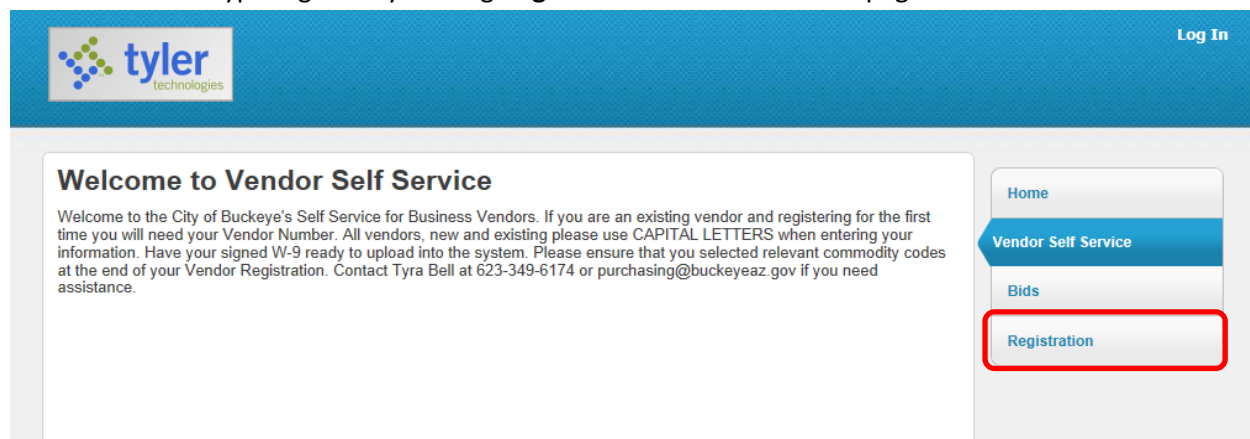 Log In
tyler
technologies
Welcome to Vendor Self Service
Welcome to the City of Buckeye's Self Service for Business Vendors. If you are an existing vendor and registering for the first
time you will need your Vendor Number. All vendors, new and existing please use CAPITAL LETTERS when entering your
information. Have your signed W-9 ready to upload into the system. Please ensure that you selected relevant commodity codes
at the end of your Vendor Registration. Contact Tyra Bell at 623-349-6174 or purchasing@buckeyeaz.gov if you need
assistance.
Home
Vendor Self Service
Bids
Registration